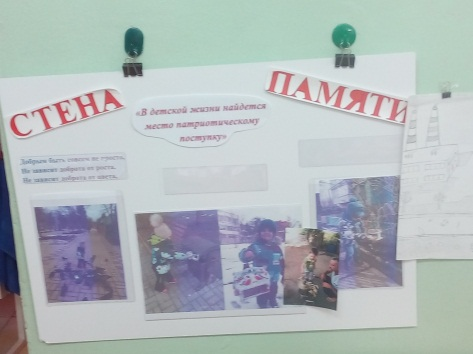 СТЕНА
ПАМЯТИ
«В детской жизни найдется
место патриотическому
поступку»
Добрым быть совсем не просто,
Не зависит доброта от роста,
Не зависит доброта от цвета,